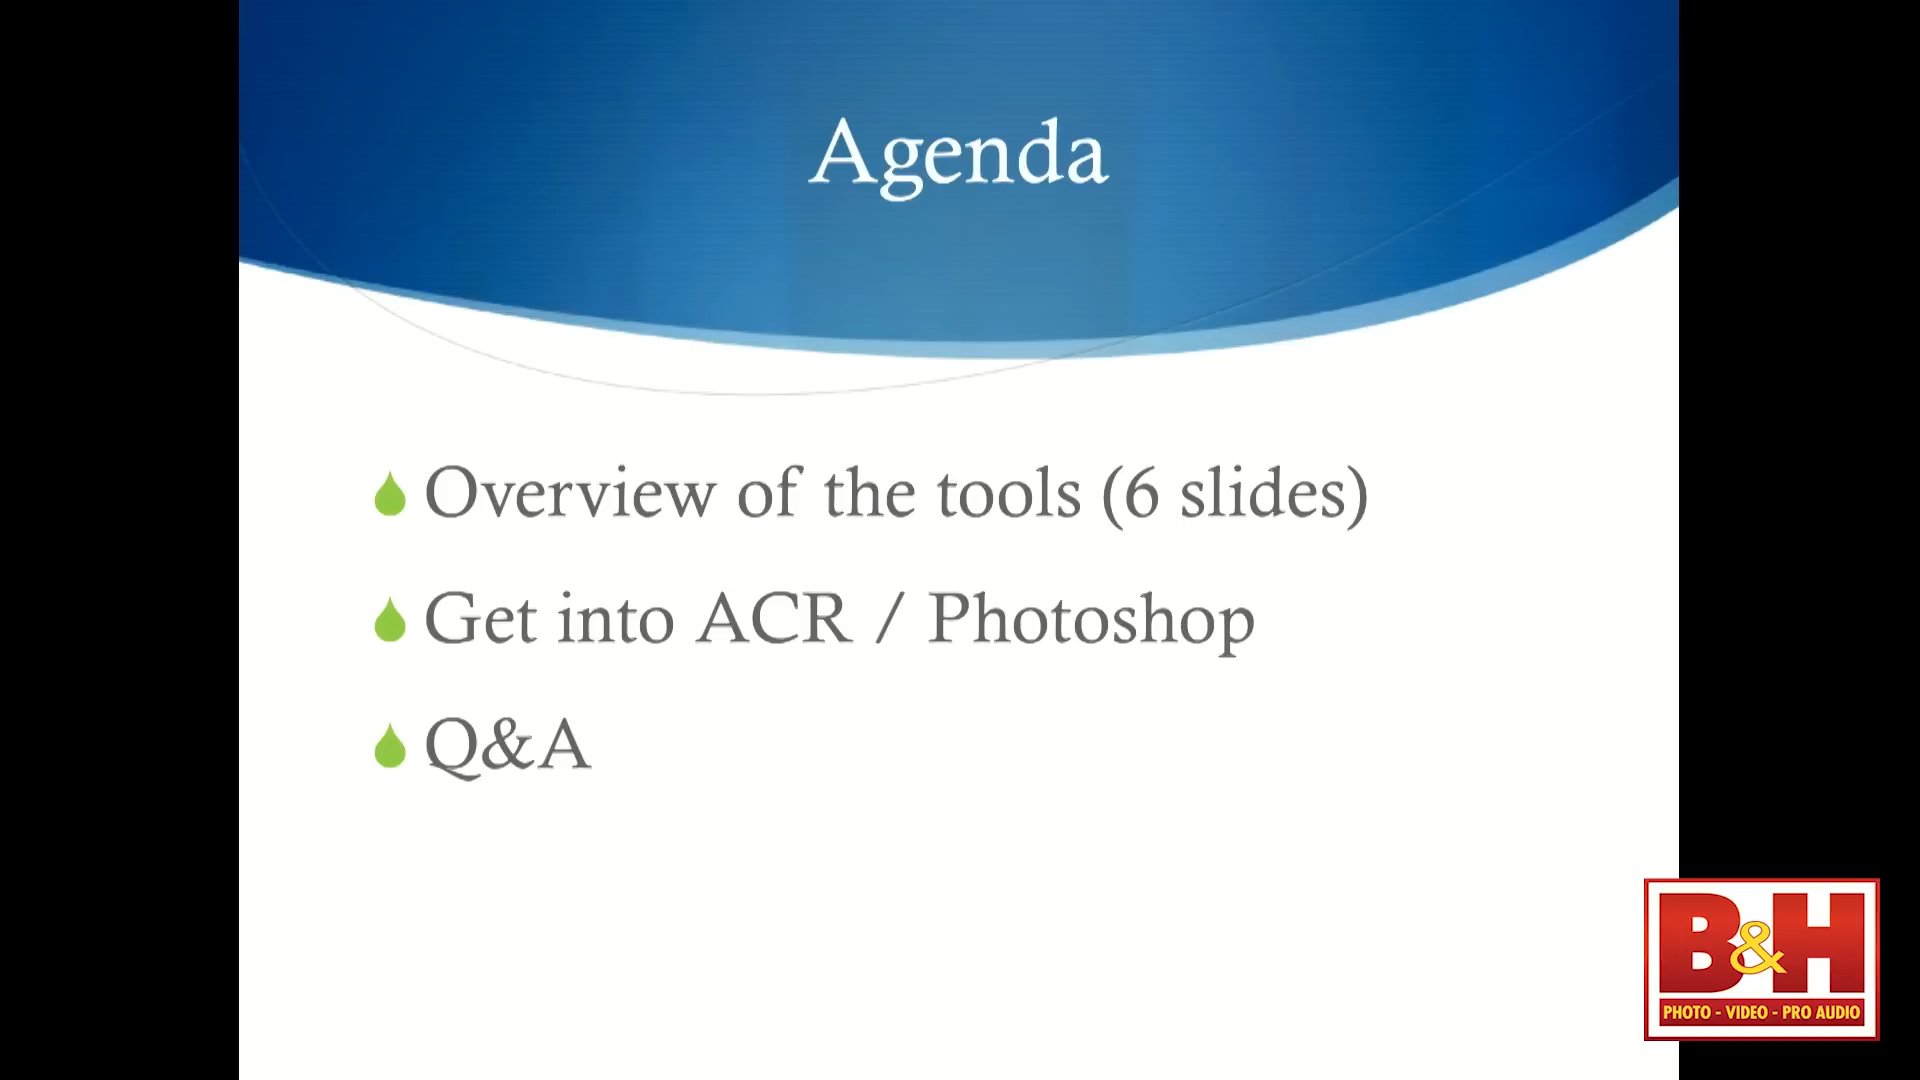 Agenda
Overview of the tools (6 slides)
Get into ACR / Photoshop
Q&A
B&H
PHOTO - VIDEO - PRO AUDIO